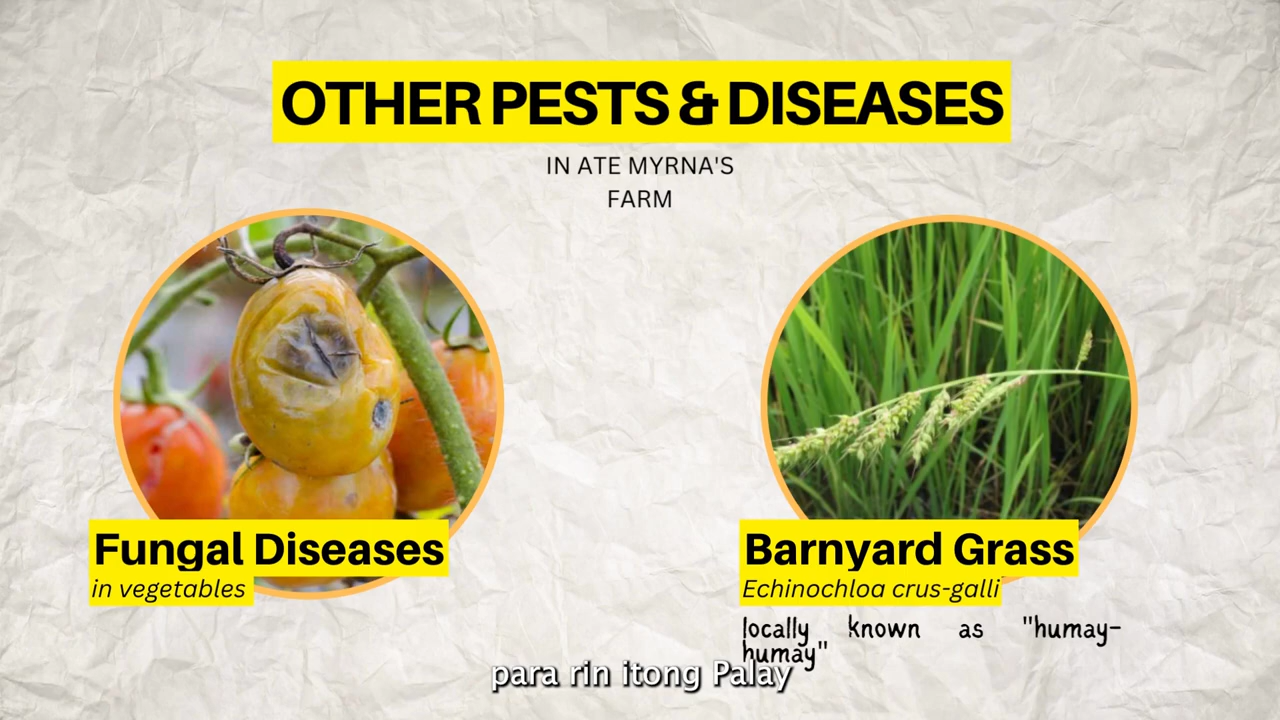 OTHER PESTS & DISEASES
IN ATE MYRNA'S
FARM
Fungal Diseases
in vegetables
Barnyard Grass
Echinochloa crus-galli
locally known as "humay-
humay"
para rin itong Palay